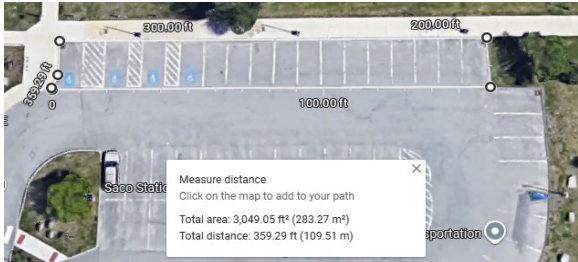 300.00 ft
200.00 ft
359.29 ft
0
100.00 ft
Saco Static
Measure distance
Click on the map to add to your path
Total area: 3,049.05 ft² (283.27 m²)
Total distance: 359.29 ft (109.51 m)
sportation